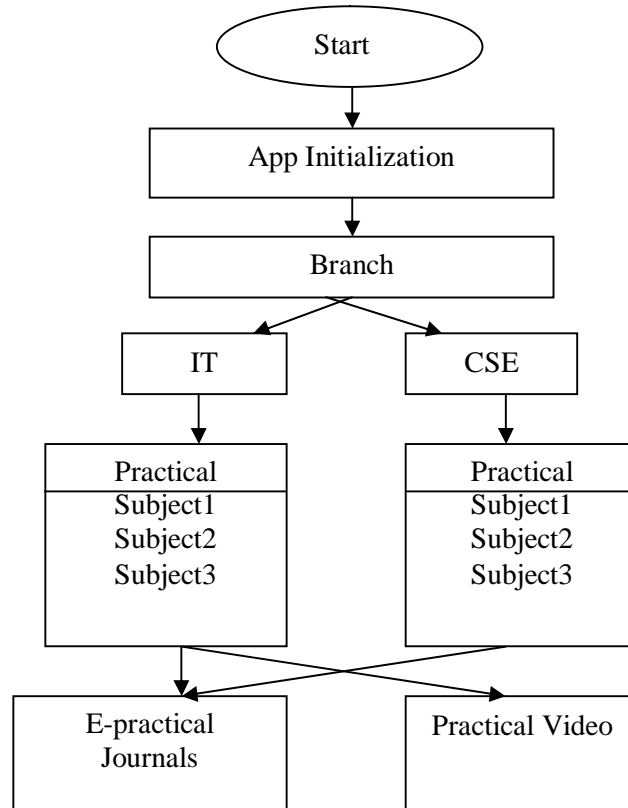 Start
App Initialization
Branch
IT
CSE
Practical
Subject1
Subject2
Subject3
Practical
Subject1
Subject2
Subject3
E-practical
Journals
Practical Video